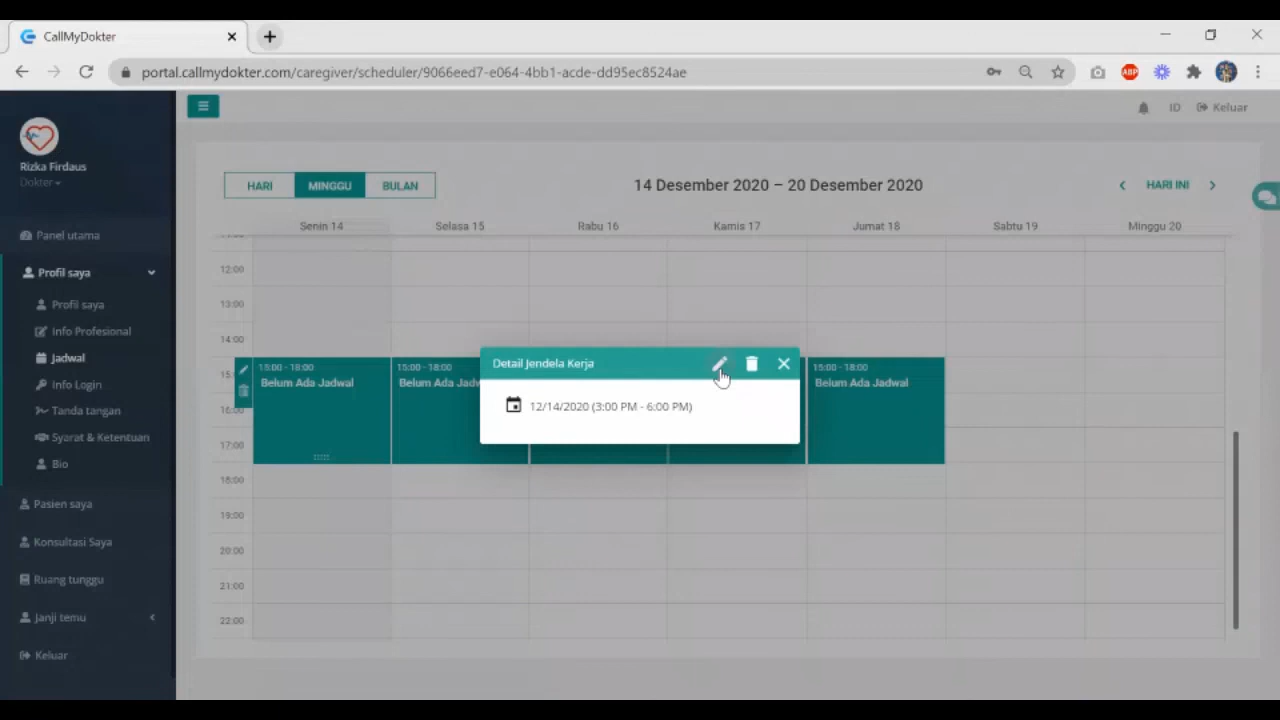 CallMyDokter
portal.callmydokter.com/caregiver/scheduler/9066eed7-e064-4bb1-acde-dd95ec8524ae
ABP
ID
Keluar
Rizka Firdaus
Dokter
Panel utama
Profil saya
Profil saya
Info Profesional
Jadwal
Info Login
Tanda tangan
Syarat & Ketentuan
Bio
Pasien saya
Konsultasi Saya
Ruang tunggu
Janji temu
Keluar
HARI MINGGU BULAN
14 Desember 2020 – 20 Desember 2020
HARI INI
Senin 14 Selasa 15 Rabu 16 Kamis 17 Jumat 18 Sabtu 19 Minggu 20
12:00
13:00
14:00
15:00 - 18:00 15:00 - 18:00 15:00 - 18:00
Belum Ada Jadwal Belum Ada Jadw Belum Ada Jadwal
Detail Jendela Kerja
12/14/2020 (3:00 PM - 6:00 PM)
16:00
17:00
18:00
19:00
20:00
21:00
22:00